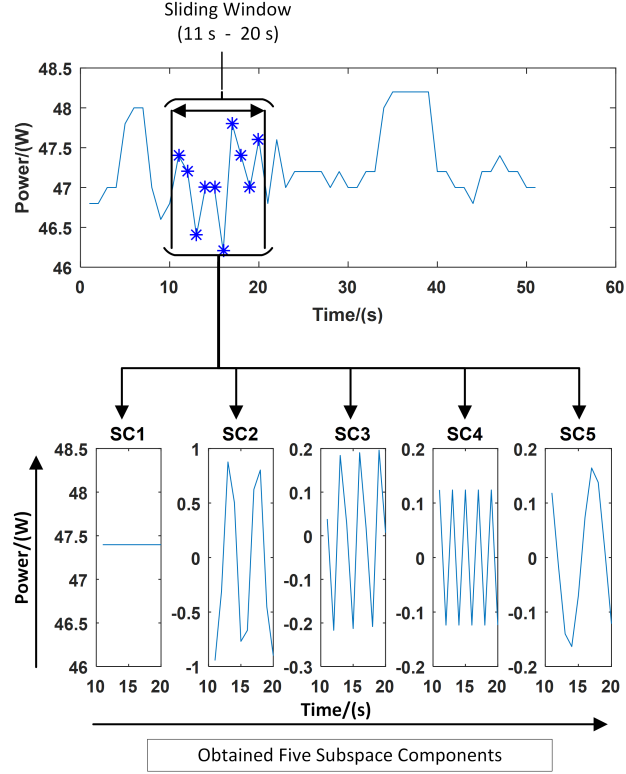 Sliding Window
(11 s - 20 s)
48.5
48
47.5
47
46.5
46
Power/(W)
0 10 20 30 40 50 60
Time/(s)
SC1 SC2 SC3 SC4 SC5
48.5
48
47.5
47
46.5
46
10 15 20
1
0.5
0
-0.5
-1
10 15 20
0.2
0.1
0
-0.1
-0.2
-0.3
10 15 20
0.2
0.1
0
-0.1
-0.2
10 15 20
0.2
0.1
0
-0.1
-0.2
10 15 20
Power/(W)
Time/(s)
Obtained Five Subspace Components